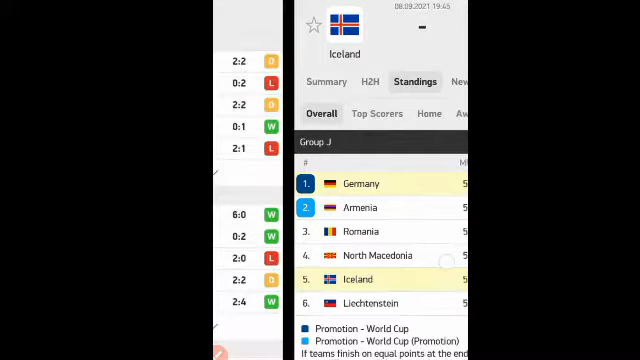 2:2 D
0:2 L
2:2 D
0:1 W
2:1 L
6:0 W
0:2 W
2:0 L
2:2 D
2:4 W
08.09.2021 19:45
-
Iceland
Summary H2H Standings New
Overall Top Scorers Home Aw
Group J
# M
1. Germany 5
2. Armenia 5
3. Romania 5
4. North Macedonia 5
5. Iceland 5
6. Liechtenstein 5
Promotion - World Cup
Promotion - World Cup (Promotion)
If teams finish on equal points at the end